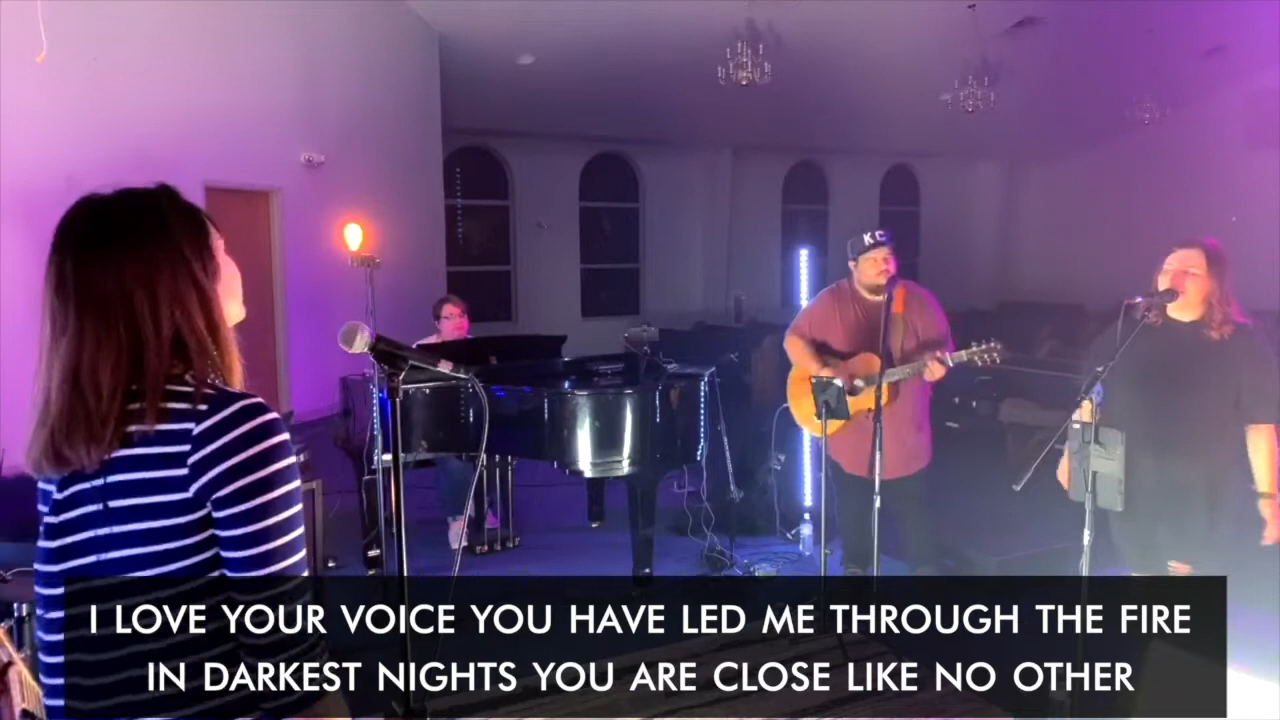 KC
I LOVE YOUR VOICE YOU HAVE LED ME THROUGH THE FIRE
IN DARKEST NIGHTS YOU ARE CLOSE LIKE NO OTHER